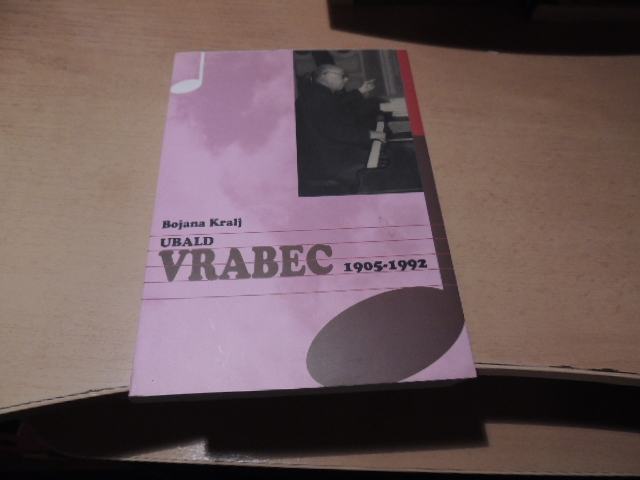 Bojana Kralj
UBALD
VRABEC 1905-1992